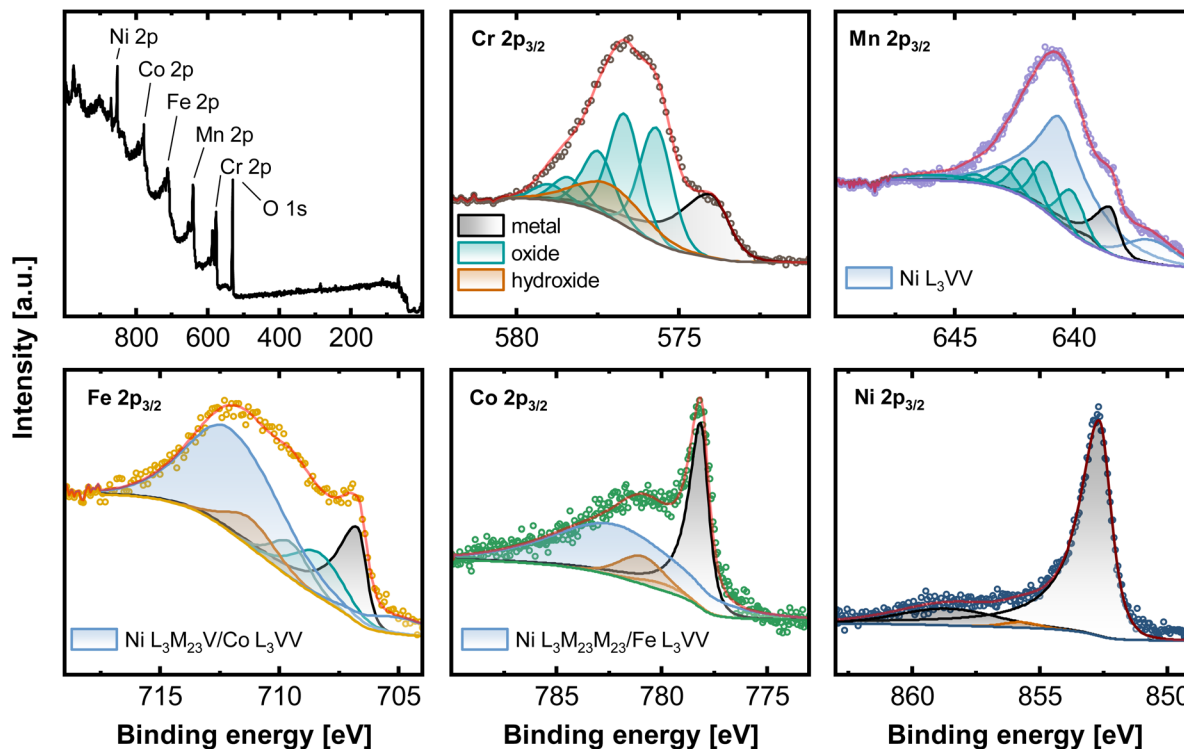 Intensity [a.u.]
Ni 2p
Co 2p
Fe 2p
Mn 2p
Cr 2p
O 1s
800 600 400 200
Cr 2p3/2
metal
oxide
hydroxide
580 575
Mn 2p3/2
Ni L3VV
645 640
Fe 2p3/2
Ni L3M23V/Co L3VV
715 710 705
Binding energy [eV]
Co 2p3/2
Ni L3M23M23/Fe L3VV
785 780 775
Binding energy [eV]
Ni 2p3/2
860 855 850
Binding energy [eV]